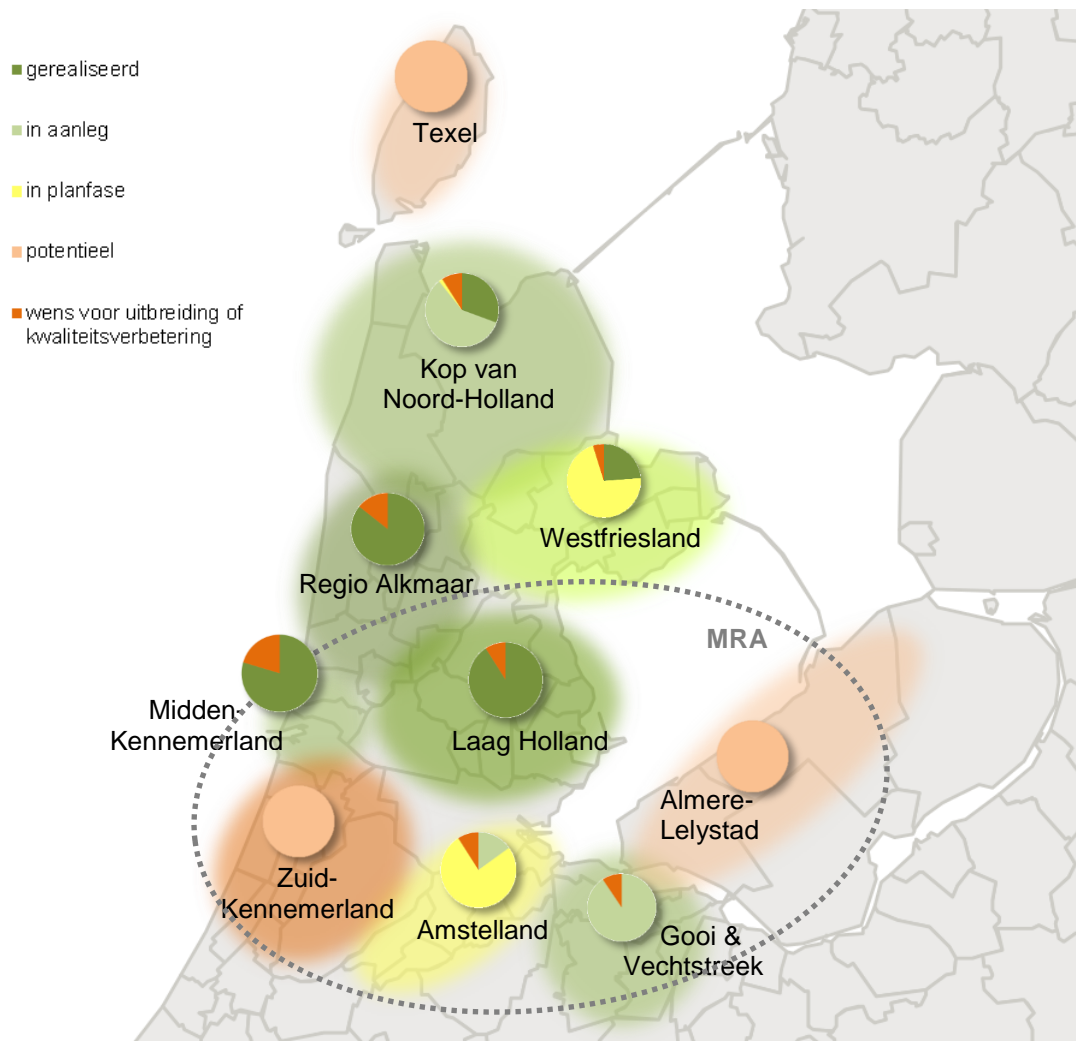 gerealiseerd
in aanleg
in planfase
potentieel
wens voor uitbreiding of
kwaliteitsverbetering
Texel
Kop van
Noord-Holland
Westfriesland
Regio Alkmaar
MRA
Midden-
Kennemerland
Laag Holland
Almere-
Lelystad
Zuid-
Kennemerland
Amstelland
Gooi &
Vechtstreek